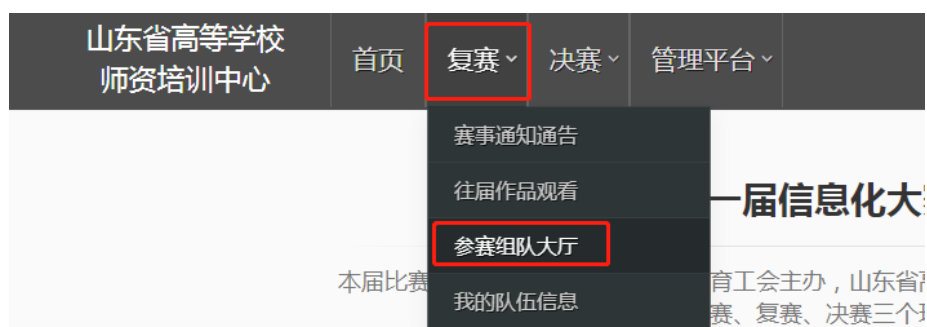 山东省高等学校
师资培训中心
首页
复赛
决赛
管理平台
赛事通知通告
往届作品观看
一届信息化大
参赛组队大厅
本届比赛
育工会主办，山东省
我的队伍信息
赛、复赛、决赛三个